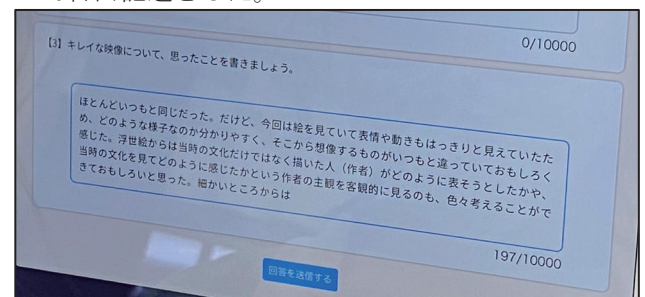 0/10000
【3】キレイな映像について、思ったことを書きましょう。
ほとんどいつもと同じだった。だけど、今回は絵を見ていて表情や動きもはっきりと見えていたた
め、どのような様子なのか分かりやすく、そこから想像するものがいつもと違っていておもしろく
感じた。浮世絵からは当時の文化だけではなく描いた人（作者）がどのように表そうとしたかや、
当時の文化を見てどのように感じたかという作者の主観を客観的に見るのも、色々考えることがで
きておもしろいと思った。細かいところからは
197/10000
回答を送信する